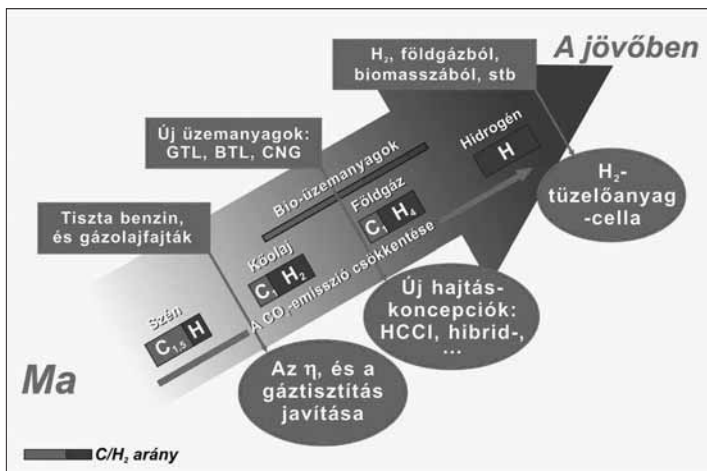 H₂, földgázból,
biomasszából, stb
A jövőben
Új üzemanyagok:
GTL, BTL, CNG
Tiszta benzin,
és gázolajfajták
Szén
C₁,₅ H
Kőolaj
C₁ H₂
Bio-üzemanyagok
Földgáz
C₁ H₄
Hidrogén
H
A CO₂-emisszió csökkentése
H₂-
tüzelőanyag
-cella
Új hajtás-
koncepciók:
HCCI, hibrid-,
...
Az η, és a
gáztisztítás
javítása
Ma
C/H₂ arány